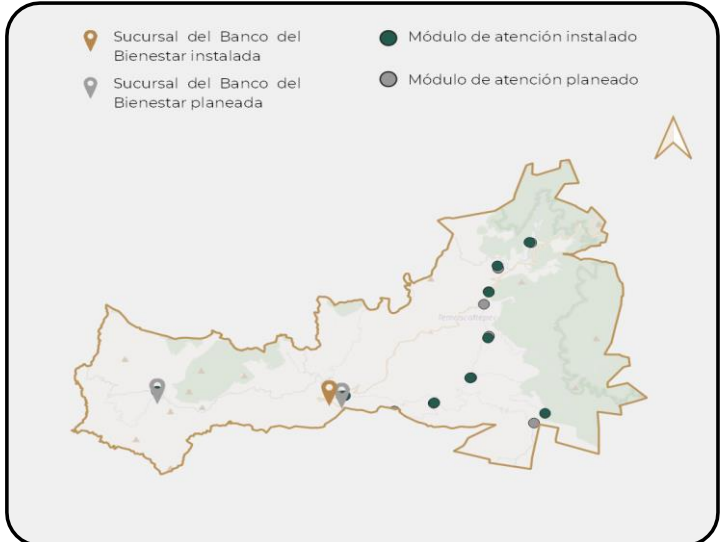 Sucursal del Banco del
Bienestar instalada
Sucursal del Banco del
Bienestar planeada
Módulo de atención instalado
Módulo de atención planeado
Temascaltepec